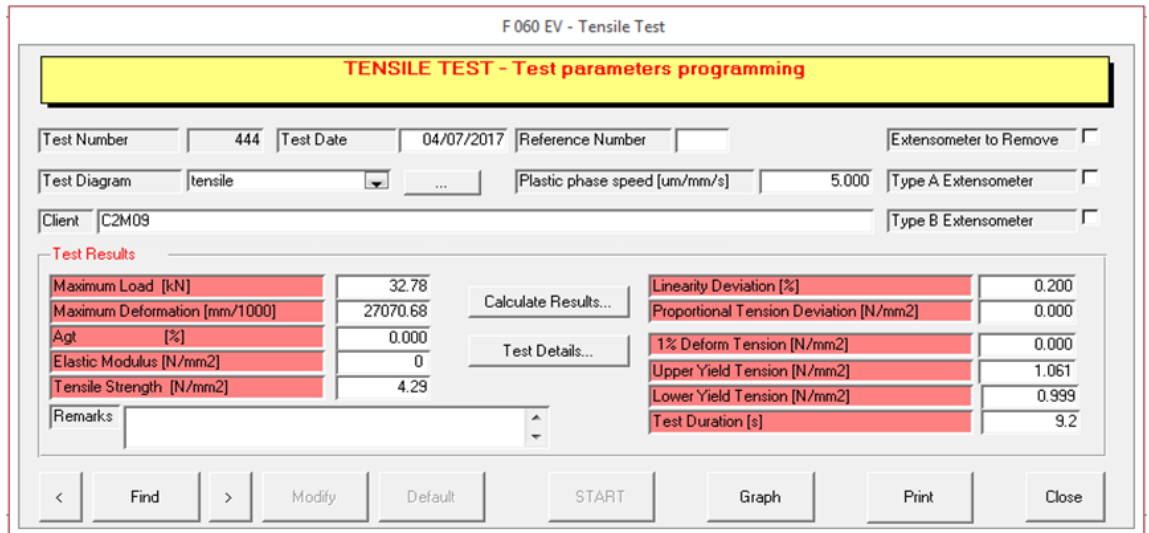 F 060 EV - Tensile Test
TENSILE TEST - Test parameters programming
Test Number 444 Test Date 04/07/2017 Reference Number Extensometer to Remove
Test Diagram tensile ... Plastic phase speed [um/mm/s] 5.000 Type A Extensometer
Client C2M09 Type B Extensometer
Test Results
Maximum Load [kN] 32.78 Calculate Results... Linearity Deviation [%] 0.200
Maximum Deformation [mm/1000] 27070.68 Proportional Tension Deviation [N/mm2] 0.000
Agt [%] 0.000 Test Details... 1% Deform Tension [N/mm2] 0.000
Elastic Modulus [N/mm2] 0 Upper Yield Tension [N/mm2] 1.061
Tensile Strength [N/mm2] 4.29 Lower Yield Tension [N/mm2] 0.999
Remarks Test Duration [s] 9.2
< Find > Modify Default START Graph Print Close